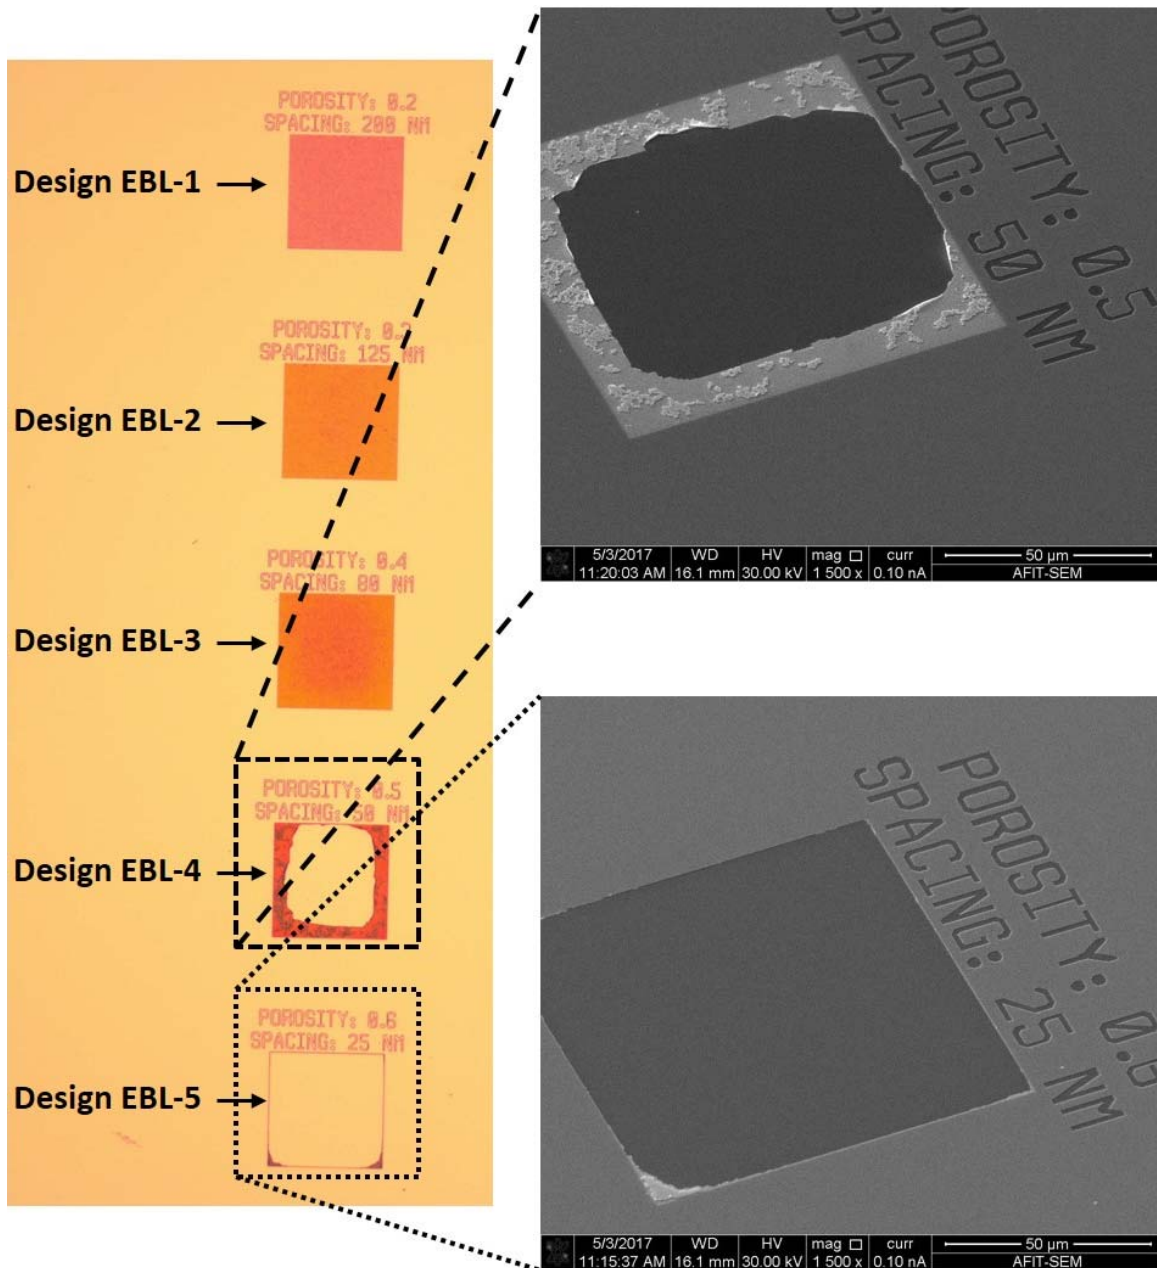 POROSITY: 0.2
SPACING: 200 NM
Design EBL-1
POROSITY: 0.2
SPACING: 125 NM
Design EBL-2
POROSITY: 0.4
SPACING: 80 NM
Design EBL-3
POROSITY: 0.5
SPACING: 50 NM
Design EBL-4
POROSITY: 0.6
SPACING: 25 NM
Design EBL-5
POROSITY: 0.5
SPACING: 50 NM
5/3/2017 WD HV mag curr 50 µm
11:20:03 AM 16.1 mm 30.00 kV 1 500 x 0.10 nA AFIT-SEM
POROSITY: 0.6
SPACING: 25 NM
5/3/2017 WD HV mag curr 50 µm
11:15:37 AM 16.1 mm 30.00 kV 1 500 x 0.10 nA AFIT-SEM